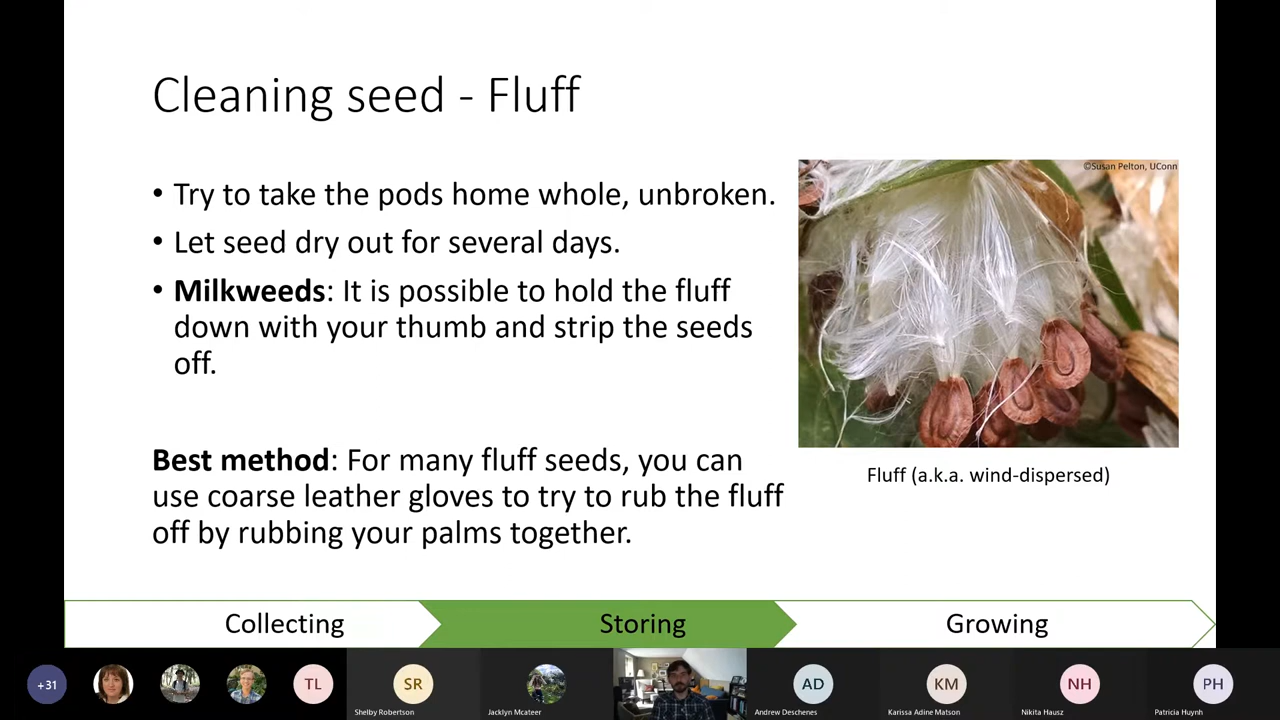 Cleaning seed - Fluff
©Susan Pelton, UConn
• Try to take the pods home whole, unbroken.
• Let seed dry out for several days.
• Milkweeds: It is possible to hold the fluff
down with your thumb and strip the seeds
off.
Best method: For many fluff seeds, you can
use coarse leather gloves to try to rub the fluff
off by rubbing your palms together.
Fluff (a.k.a. wind-dispersed)
Collecting
Storing
Growing
+31
TL
SR
AD
KM
NH
PH
Shelby Robertson
Jacklyn Mcateer
Andrew Deschenes
Karissa Adine Matson
Nikita Hausz
Patricia Huynh